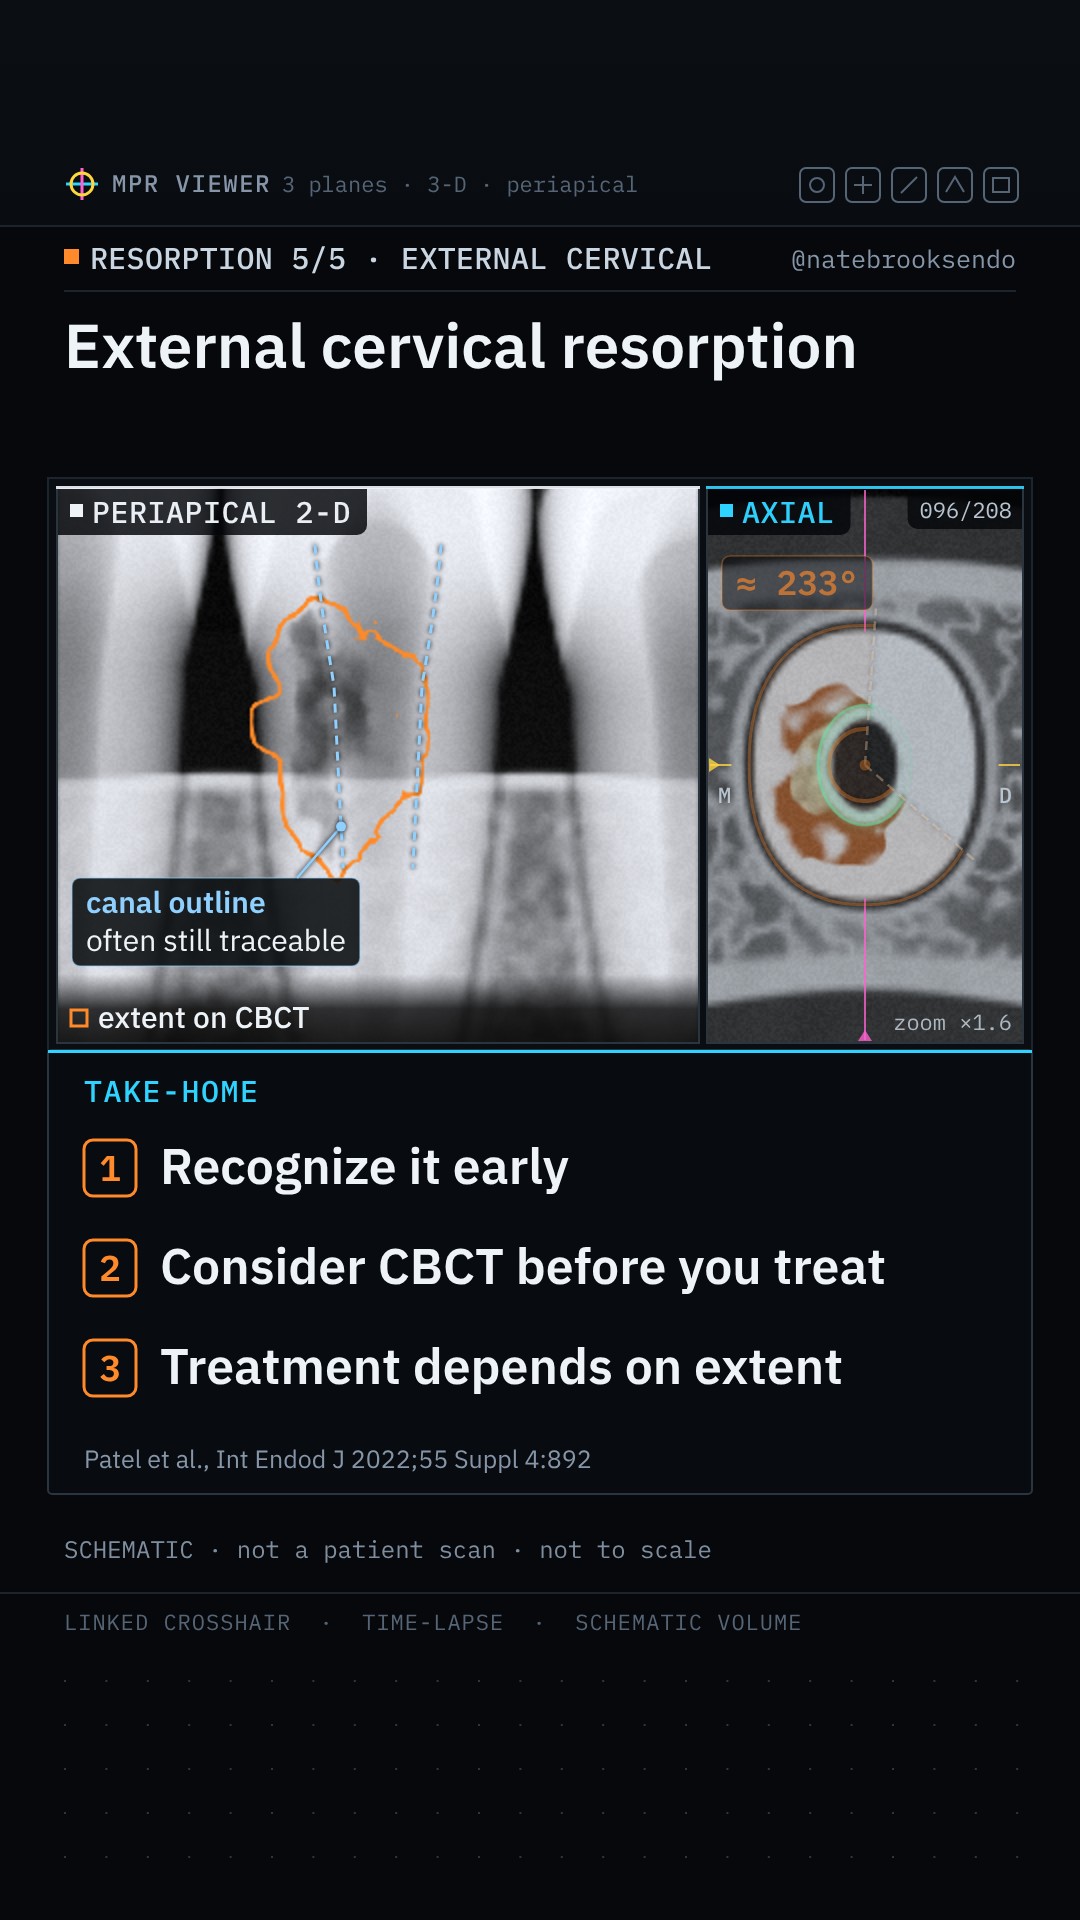 MPR VIEWER 3 planes · 3-D · periapical
RESORPTION 5/5 · EXTERNAL CERVICAL
@natebrooksendo
External cervical resorption
PERIAPICAL 2-D
AXIAL
096/208
≈ 233°
M
D
canal outline
often still traceable
extent on CBCT
zoom ×1.6
TAKE-HOME
1 Recognize it early
2 Consider CBCT before you treat
3 Treatment depends on extent
Patel et al., Int Endod J 2022;55 Suppl 4:892
SCHEMATIC · not a patient scan · not to scale
LINKED CROSSHAIR · TIME-LAPSE · SCHEMATIC VOLUME